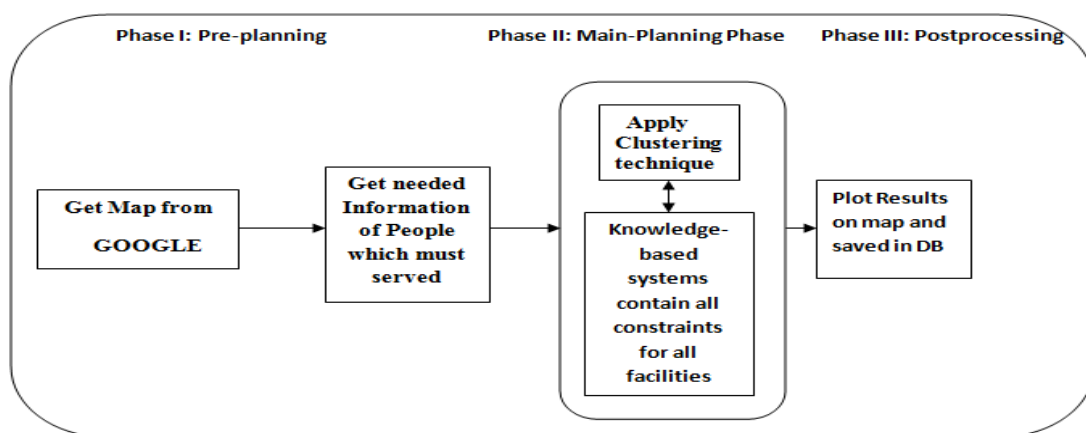 Phase I: Pre-planning
Phase II: Main-Planning Phase
Phase III: Postprocessing
Get Map from
GOOGLE
Get needed
Information
of People
which must
served
Apply
Clustering
technique
Knowledge-
based
systems
contain all
constraints
for all
facilities
Plot Results
on map and
saved in DB